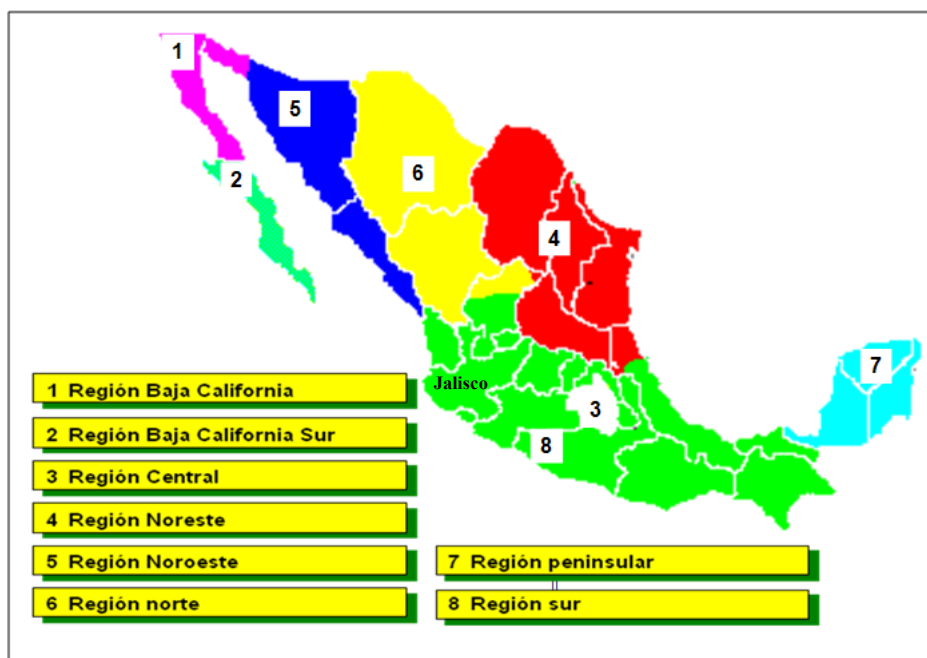 1
5
6
2
4
7
Jalisco
3
8
1 Región Baja California
2 Región Baja California Sur
3 Región Central
4 Región Noreste
5 Región Noroeste
6 Región norte
7 Región peninsular
8 Región sur